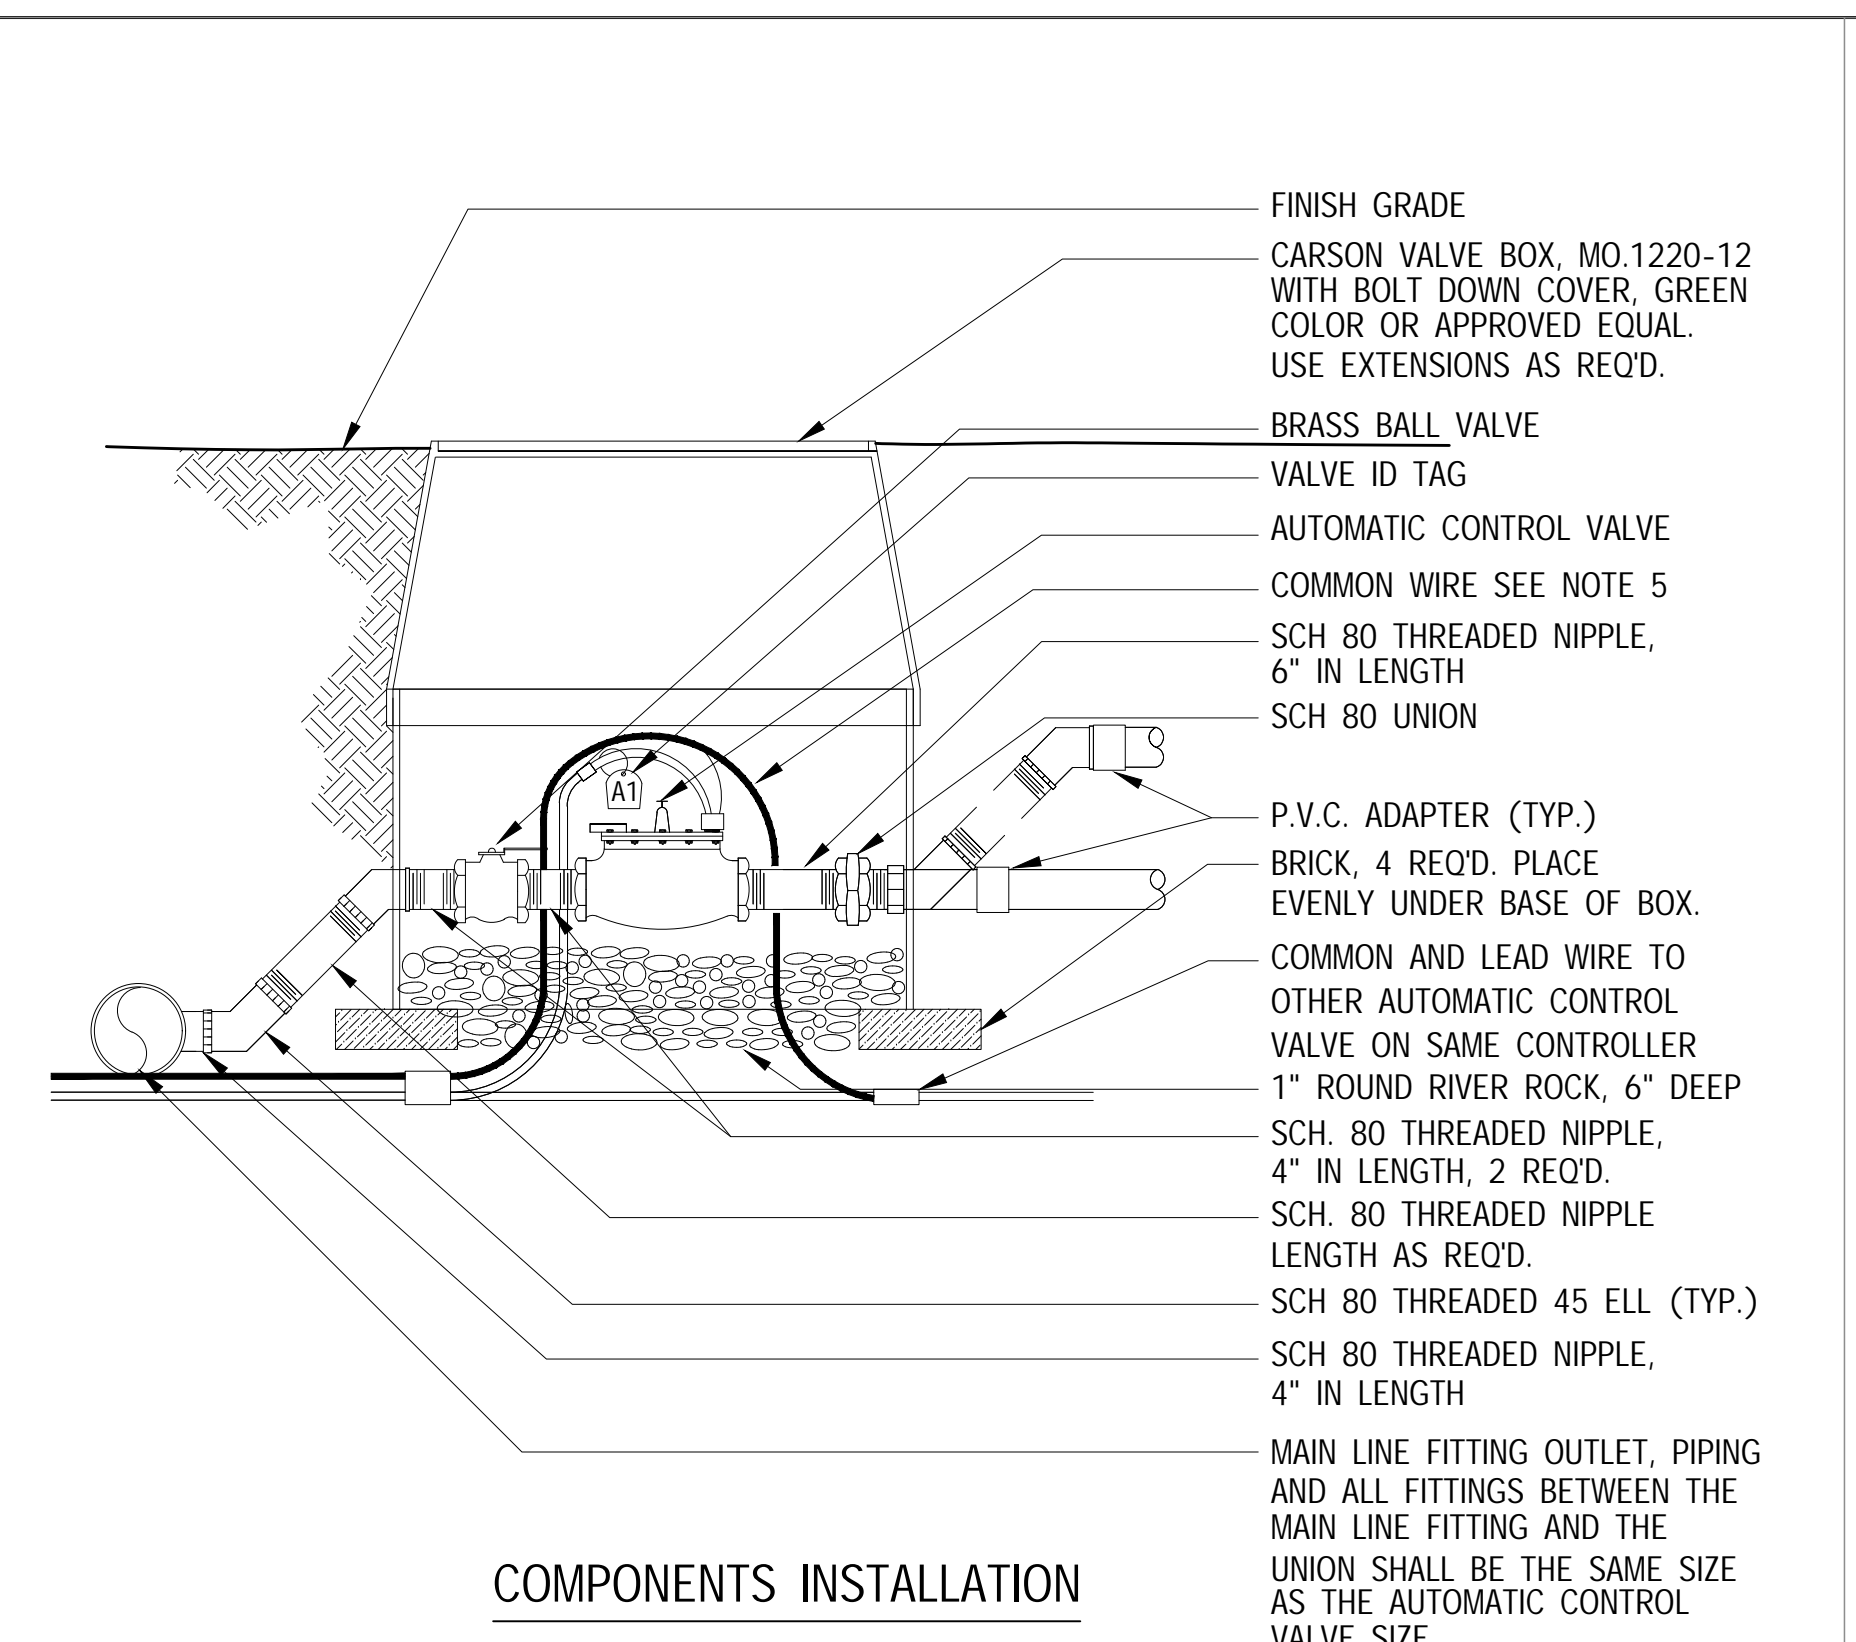 FINISH GRADE
CARSON VALVE BOX, MO.1220-12
WITH BOLT DOWN COVER, GREEN
COLOR OR APPROVED EQUAL.
USE EXTENSIONS AS REQ'D.
BRASS BALL VALVE
VALVE ID TAG
AUTOMATIC CONTROL VALVE
COMMON WIRE SEE NOTE 5
SCH 80 THREADED NIPPLE,
6" IN LENGTH
SCH 80 UNION
A1
P.V.C. ADAPTER (TYP.)
BRICK, 4 REQ'D. PLACE
EVENLY UNDER BASE OF BOX.
COMMON AND LEAD WIRE TO
OTHER AUTOMATIC CONTROL
VALVE ON SAME CONTROLLER
1" ROUND RIVER ROCK, 6" DEEP
SCH. 80 THREADED NIPPLE,
4" IN LENGTH, 2 REQ'D.
SCH. 80 THREADED NIPPLE
LENGTH AS REQ'D.
SCH 80 THREADED 45 ELL (TYP.)
SCH 80 THREADED NIPPLE,
4" IN LENGTH
MAIN LINE FITTING OUTLET, PIPING
AND ALL FITTINGS BETWEEN THE
MAIN LINE FITTING AND THE
UNION SHALL BE THE SAME SIZE
AS THE AUTOMATIC CONTROL
VALVE SIZE
COMPONENTS INSTALLATION